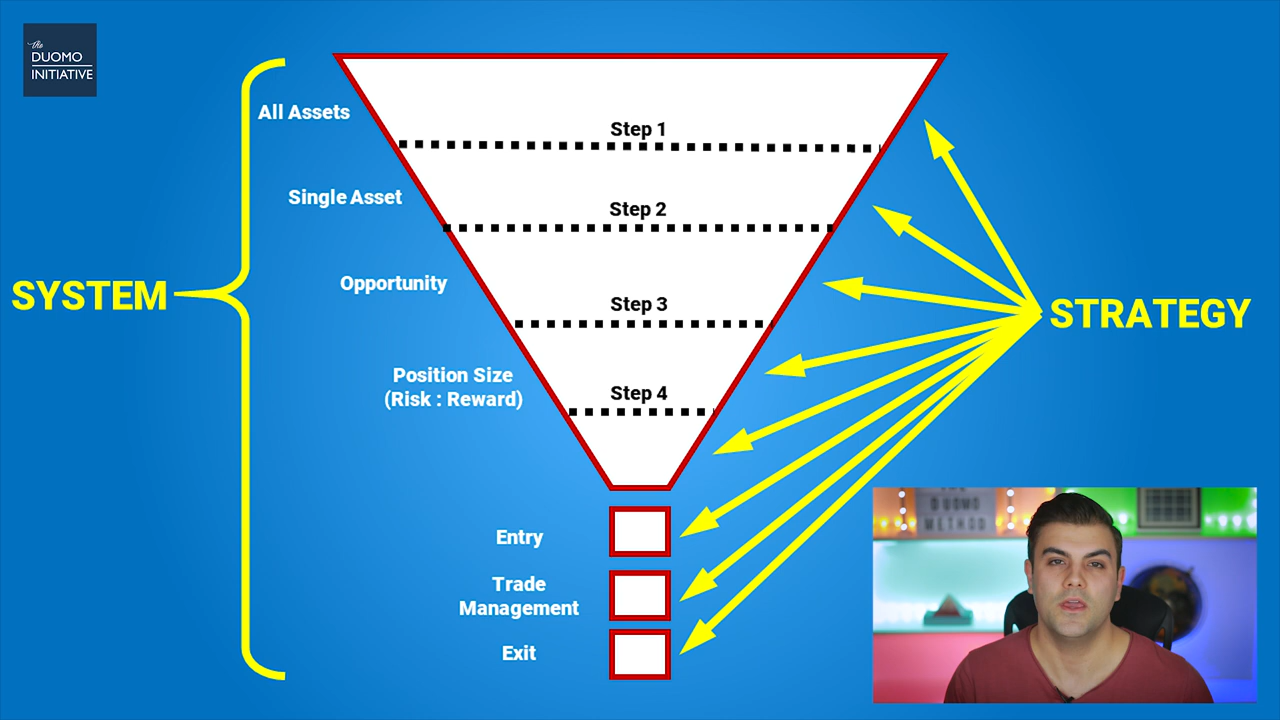 the
DUOMO
INITIATIVE
All Assets
Step 1
Single Asset
Step 2
Opportunity
SYSTEM
Step 3
STRATEGY
Position Size
(Risk : Reward)
Step 4
Entry
Trade
Management
Exit
DUOMO
METHOD